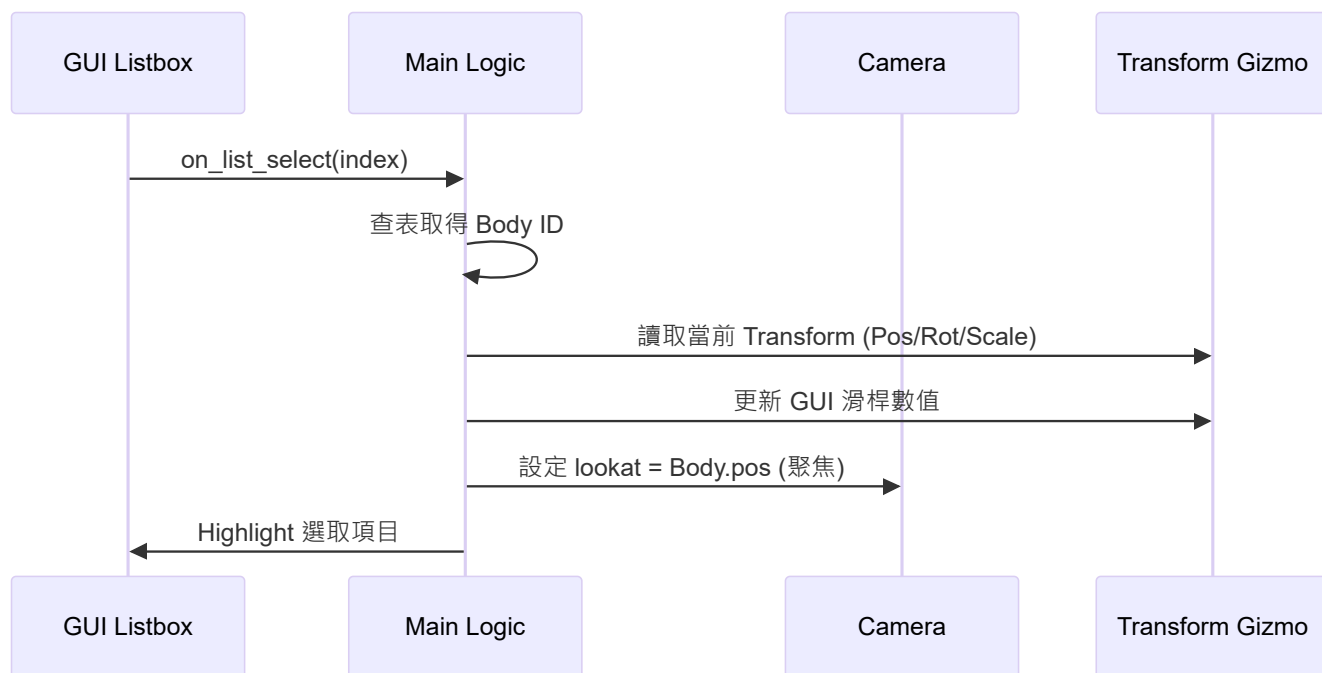 GUI Listbox
Main Logic
Camera
Transform Gizmo
on_list_select(index)
查表取得 Body ID
讀取當前 Transform (Pos/Rot/Scale)
更新 GUI 滑桿數值
設定 lookat = Body.pos (聚焦)
Highlight 選取項目
GUI Listbox
Main Logic
Camera
Transform Gizmo